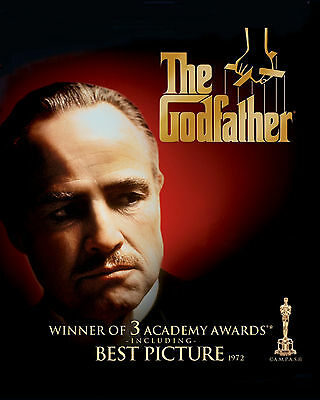 The
Godfather®
WINNER OF 3 ACADEMY AWARDS®
-INCLUDING-
BEST PICTURE 1972
©A.M.P.A.S.®